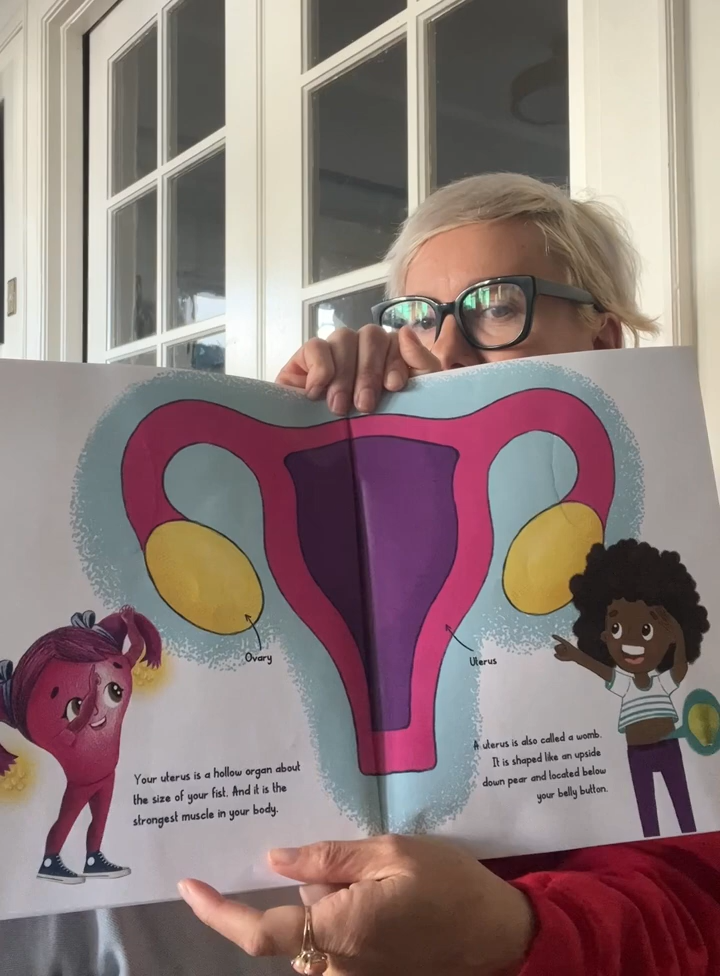 Ovary
Uterus
Your uterus is a hollow organ about
the size of your fist. And it is the
strongest muscle in your body.
A uterus is also called a womb.
It is shaped like an upside
down pear and located below
your belly button.